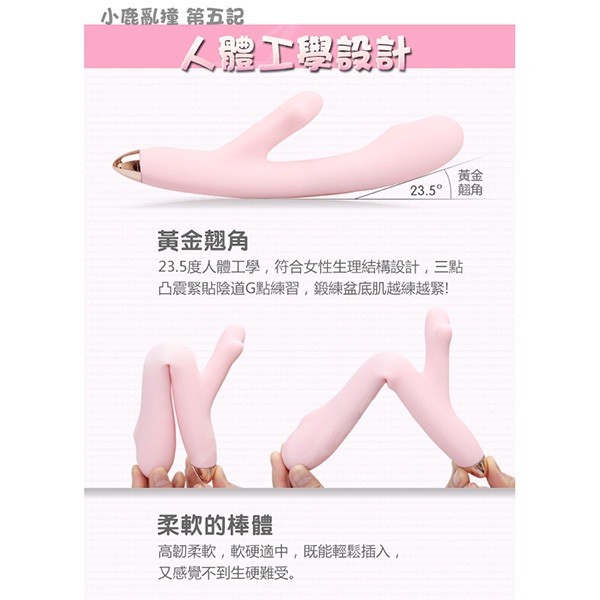 小鹿亂撞 第五記
人體工學設計
23.5°
黃金
翹角
黃金翹角
23.5度人體工學，符合女性生理結構設計，三點
凸震緊貼陰道G點練習，鍛練盆底肌越練越緊!
柔軟的棒體
高韌柔軟，軟硬適中，既能輕鬆插入，
又感覺不到生硬難受。